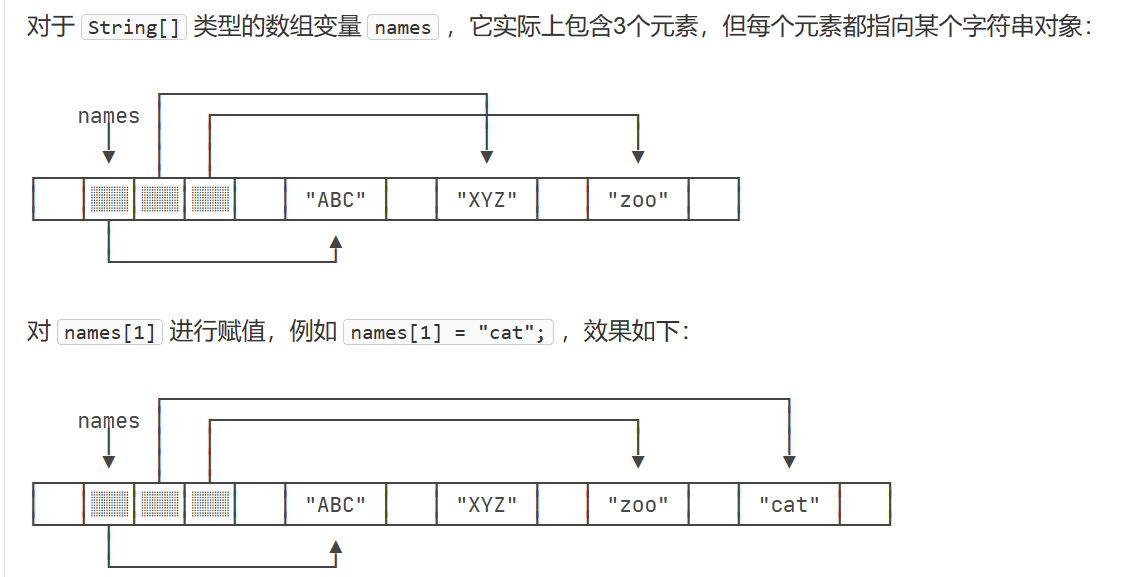 对于 String[] 类型的数组变量 names ，它实际上包含3个元素，但每个元素都指向某个字符串对象：
names
"ABC" "XYZ" "zoo"
对 names[1] 进行赋值，例如 names[1] = "cat"; ，效果如下：
names
"ABC" "XYZ" "zoo" "cat"